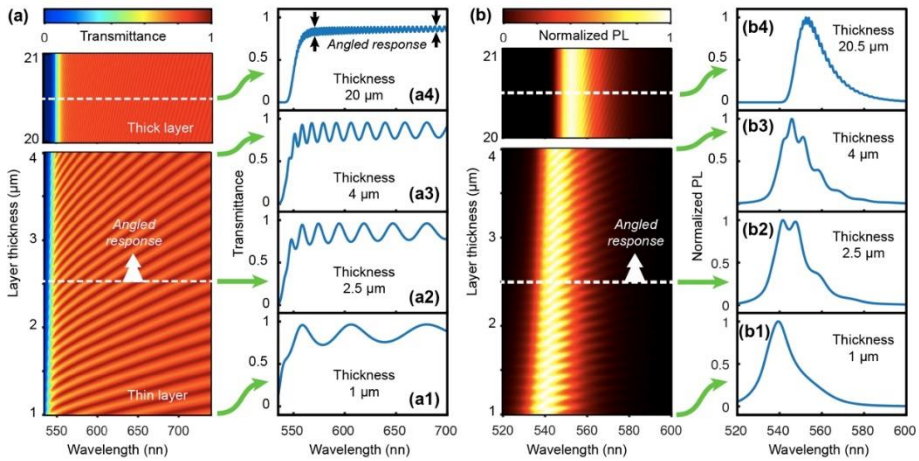 (a)
0
1
Transmittance
21
20
Thick layer
4
3
2
1
Layer thickness (μm)
Angled
response
Thin layer
550
600
650
700
Wavelength (nn)
1
0.5
0
Angled response
Thickness
20 μm
(a4)
1
0.5
0
Thickness
4 μm
(a3)
1
0.5
0
Thickness
2.5 μm
(a2)
1
0.5
0
Thickness
1 μm
(a1)
Transmittance
550
600
650
700
Wavelength (nn)
(b)
0
1
Normalized PL
21
20
4
3
2
1
Layer thickness (μm)
Angled
response
520
540
560
580
600
Wavelength (nn)
(b4)
1
0.5
0
Thickness
20.5 μm
(b3)
1
0.5
0
Thickness
4 μm
(b2)
1
0.5
0
Thickness
2.5 μm
(b1)
1
0.5
0
Thickness
1 μm
Normalized PL
520
540
560
580
600
Wavelength (nn)